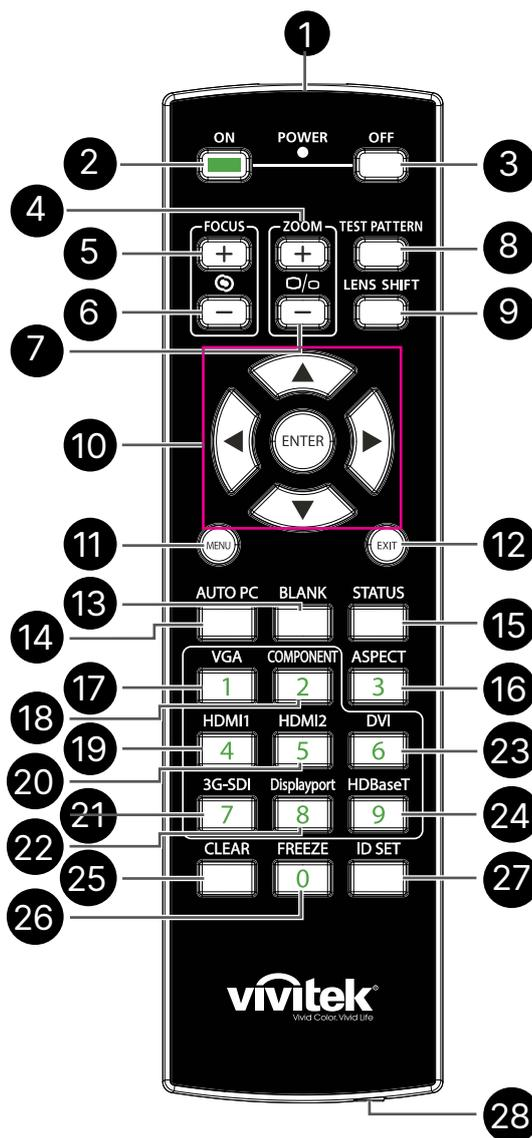 1
ON POWER OFF
2 3
4
FOCUS ZOOM TEST PATTERN
5 + + 8
LENS SHIFT
6 − − 9
7
10 ENTER
11 MENU EXIT 12
13 AUTO PC BLANK STATUS
14 15
VGA COMPONENT ASPECT
17 1 2 3 16
18
HDMI1 HDMI2 DVI
19 4 5 6 23
20
3G-SDI Displayport HDBaseT
21 7 8 9 24
22
CLEAR FREEZE ID SET
25 0 27
26
vivitek®
Vivid Color. Vivid Life
28